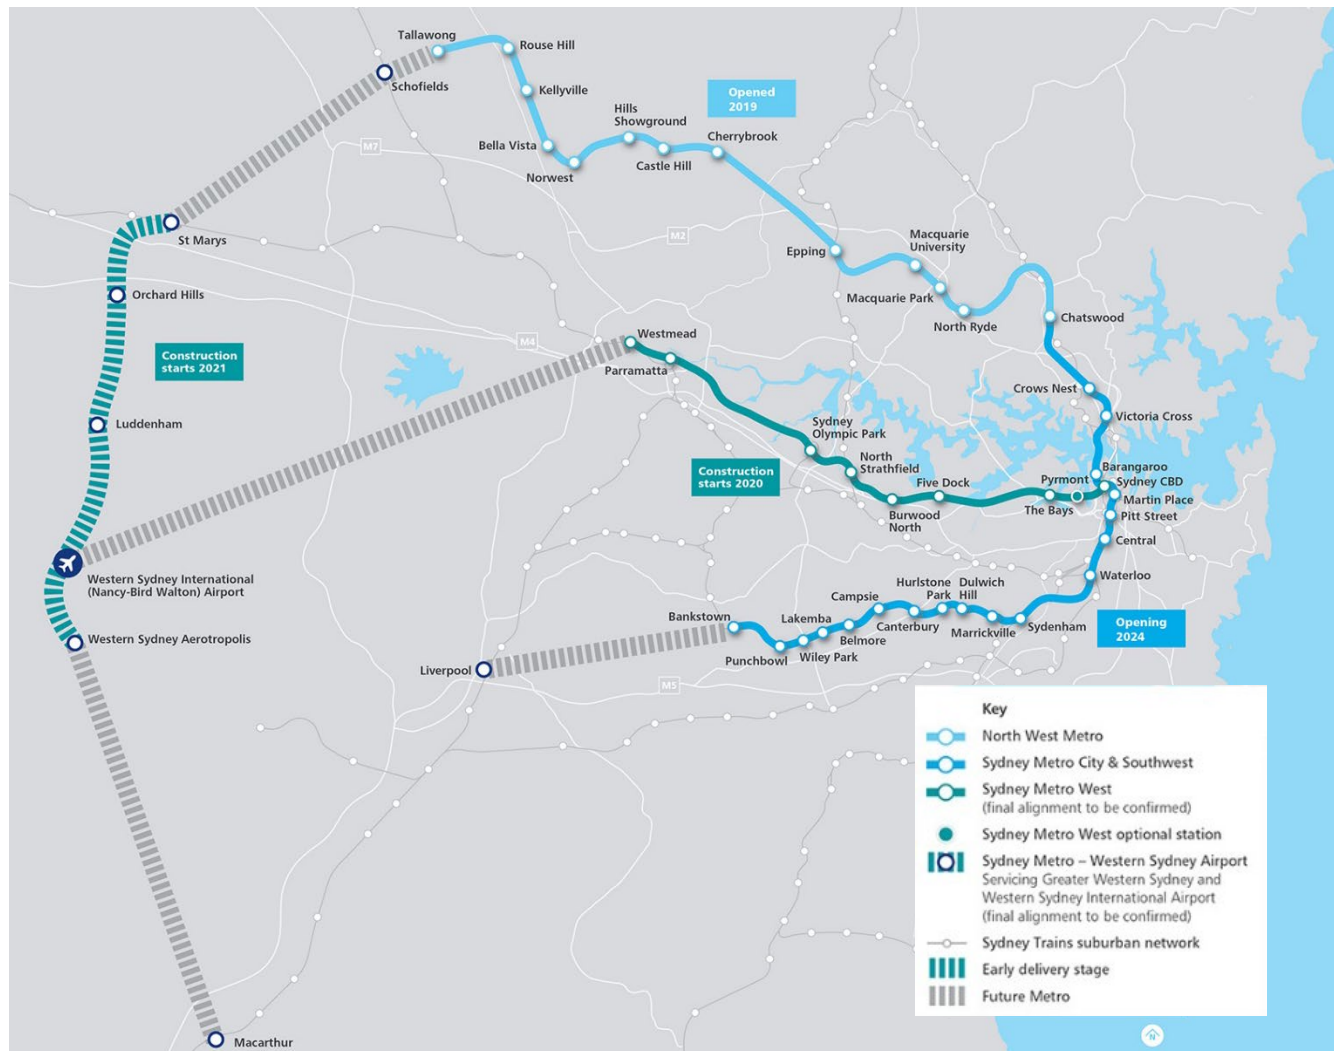 Tallawong
Rouse Hill
Schofields
Kellyville
Opened
2019
Hills
Showground
Cherrybrook
M7
Bella Vista
Castle Hill
Norwest
St Marys
M2
Macquarie
University
Epping
Orchard Hills
Macquarie Park
North Ryde
Chatswood
Westmead
M4
Construction
starts 2021
Parramatta
Crows Nest
Luddenham
Victoria Cross
Sydney
Olympic Park
North
Strathfield
Construction
starts 2020
Barangaroo
Pyrmont
Sydney CBD
Five Dock
Martin Place
The Bays
Burwood
North
Pitt Street
Central
Western Sydney International
(Nancy-Bird Walton) Airport
Waterloo
Hurlstone
Park
Dulwich
Hill
Campsie
Bankstown
Lakemba
Canterbury
Sydenham
Opening
2024
Marrickville
Belmore
Western Sydney Aerotropolis
Wiley Park
Punchbowl
Liverpool
M5
Key
North West Metro
Sydney Metro City & Southwest
Sydney Metro West
(final alignment to be confirmed)
Sydney Metro West optional station
Sydney Metro – Western Sydney Airport
Servicing Greater Western Sydney and
Western Sydney International Airport
(final alignment to be confirmed)
Sydney Trains suburban network
Early delivery stage
Future Metro
N
Macarthur